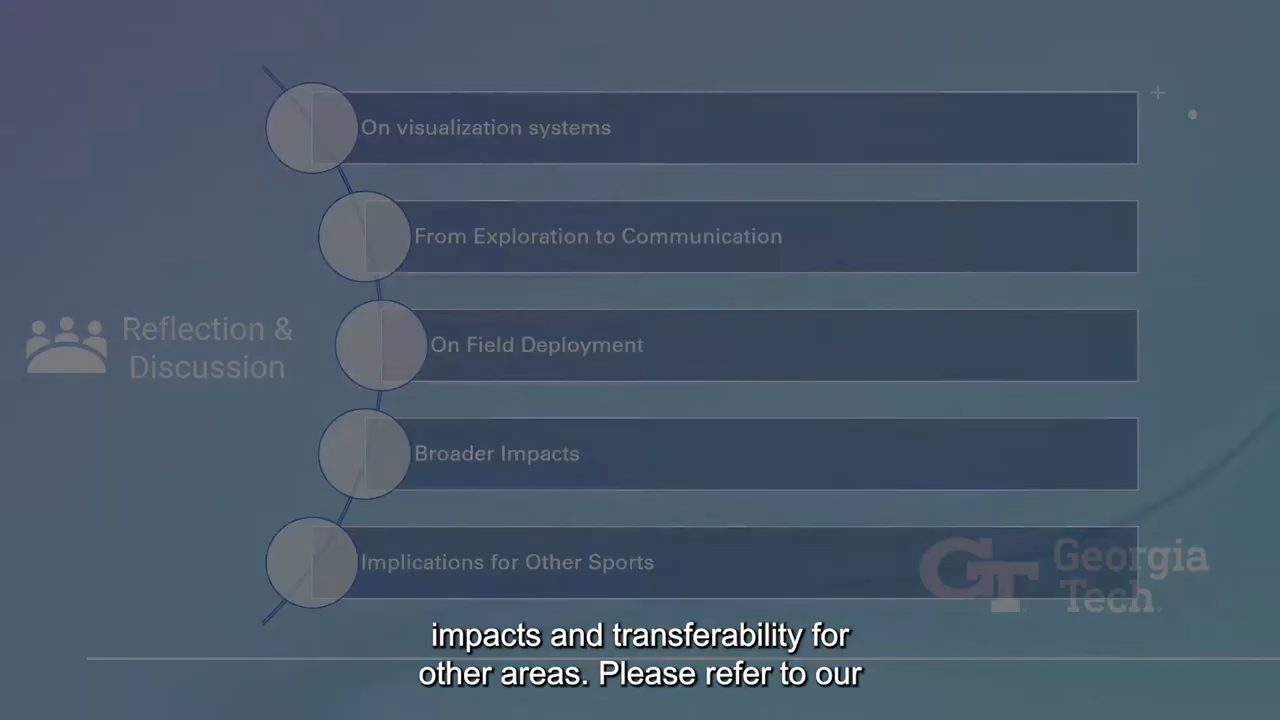 On visualization systems
From Exploration to Communication
Reflection &
Discussion
On Field Deployment
Broader Impacts
Implications for Other Sports
GT
Georgia
Tech
impacts and transferability for
other areas. Please refer to our